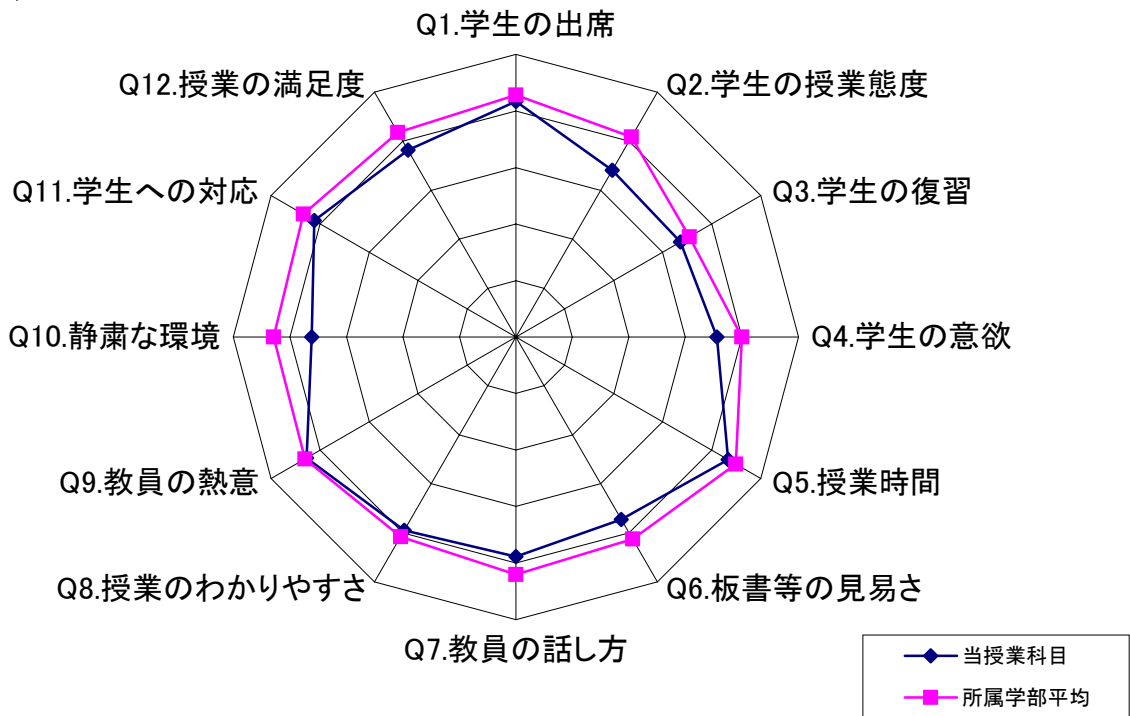 Q1.学生の出席
Q2.学生の授業態度
Q3.学生の復習
Q4.学生の意欲
Q5.授業時間
Q6.板書等の見易さ
Q7.教員の話し方
Q8.授業のわかりやすさ
Q9.教員の熱意
Q10.静粛な環境
Q11.学生への対応
Q12.授業の満足度
当授業科目
所属学部平均